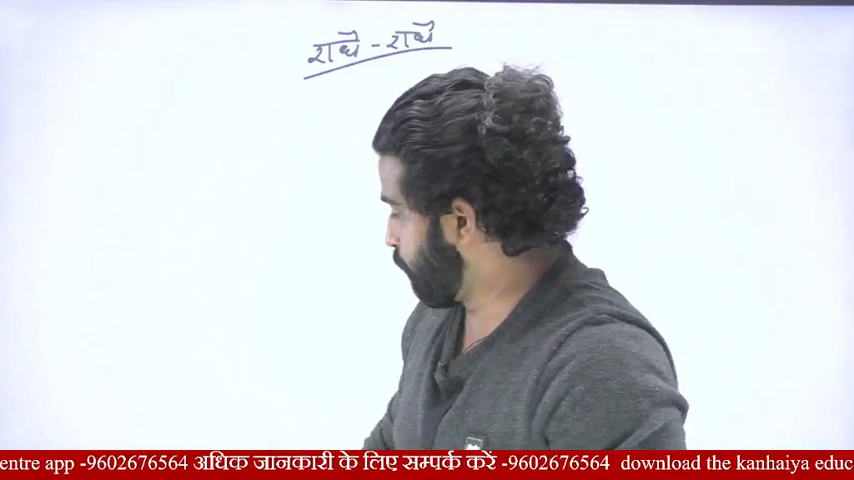 राधे - राधे
entre app -9602676564 अधिक जानकारी के लिए सम्पर्क करें -9602676564 download the kanhaiya educ